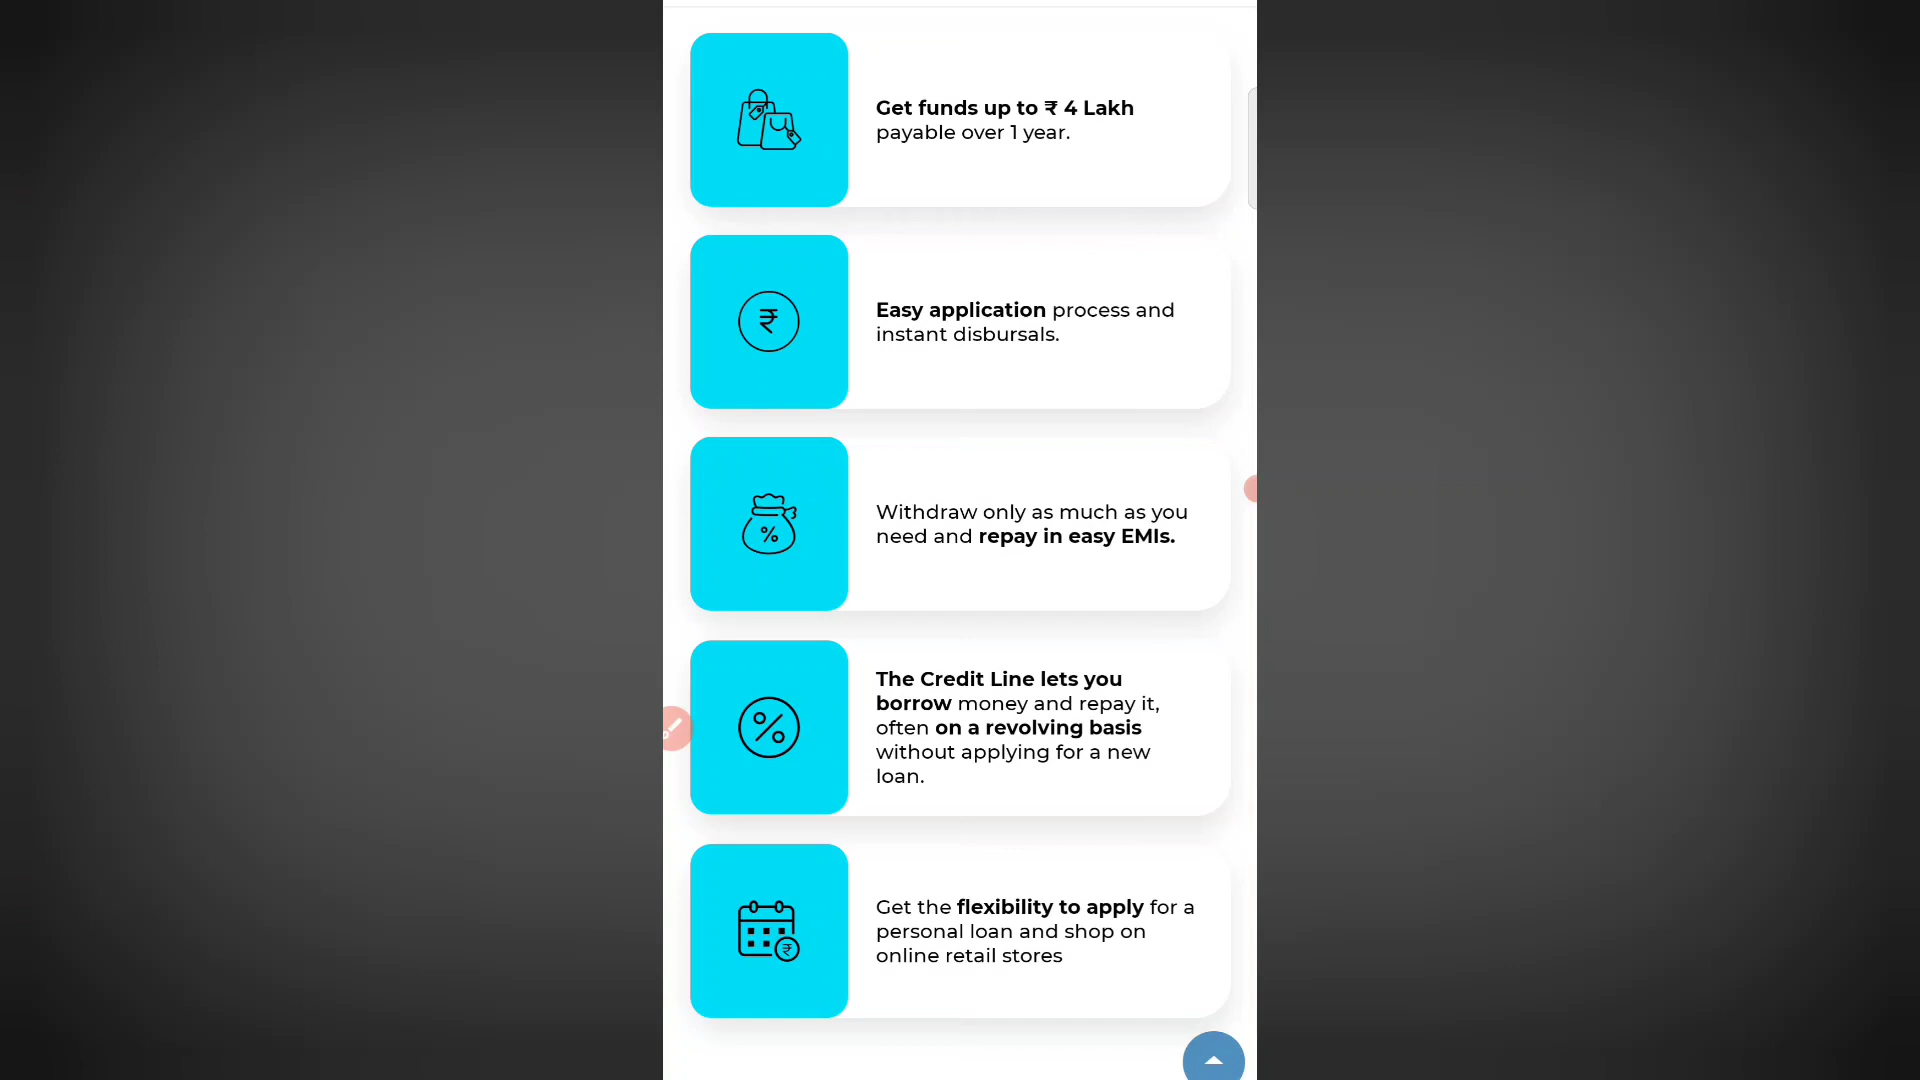 Get funds up to ₹ 4 Lakh
payable over 1 year.
₹
Easy application process and
instant disbursals.
%
Withdraw only as much as you
need and repay in easy EMIs.
%
The Credit Line lets you
borrow money and repay it,
often on a revolving basis
without applying for a new
loan.
₹
Get the flexibility to apply for a
personal loan and shop on
online retail stores